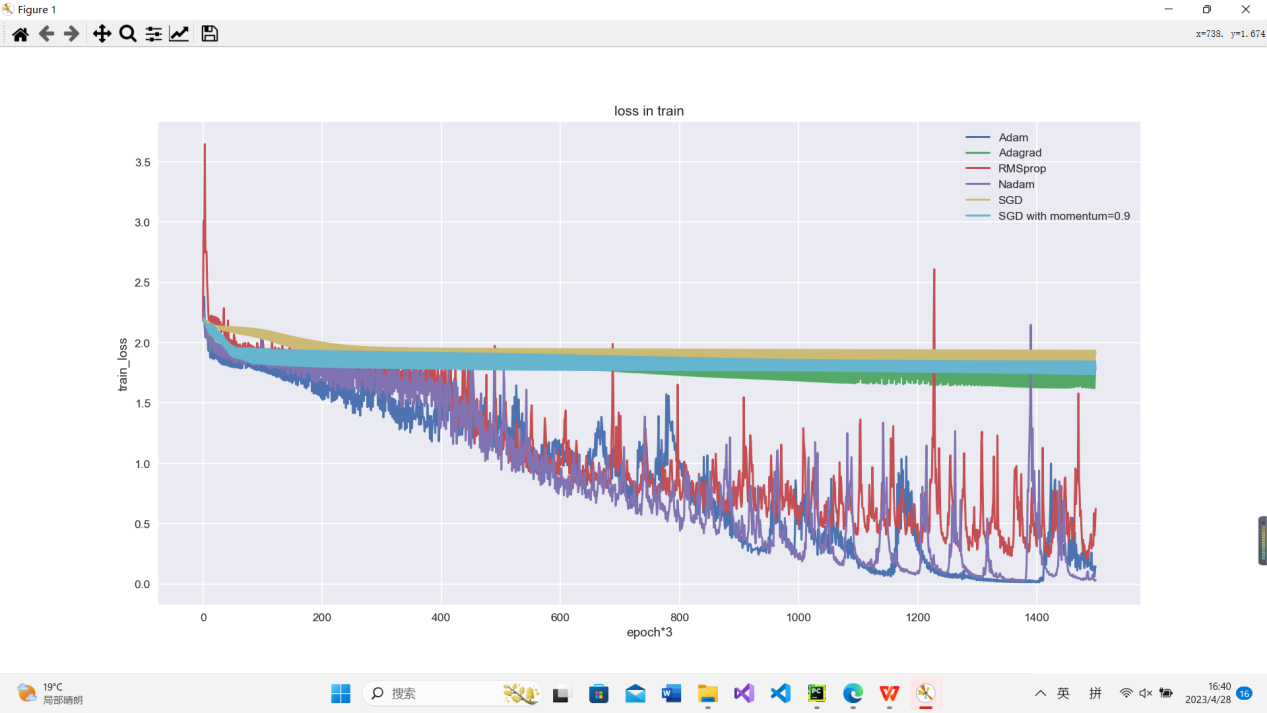 Figure 1
x=738. y=1.674
loss in train
Adam
Adagrad
RMSprop
Nadam
SGD
SGD with momentum=0.9
train_loss
3.5
3.0
2.5
2.0
1.5
1.0
0.5
0.0
0 200 400 600 800 1000 1200 1400
epoch*3
19°C
局部晴朗
搜索
英 拼
16:40
2023/4/28
16